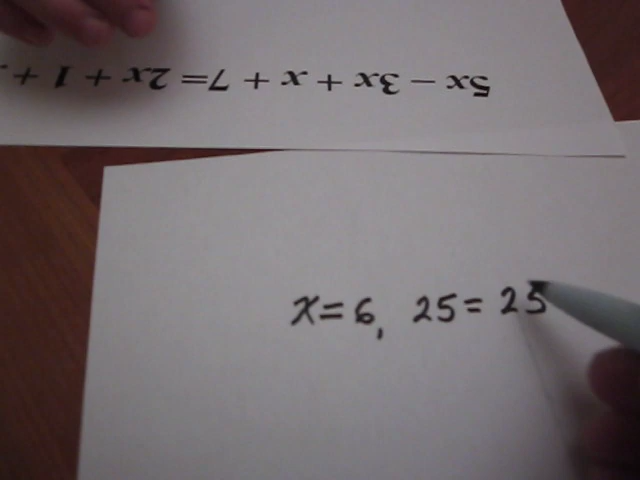 5x − 3x + x + 7 = 2x + 1 +
x = 6, 25 = 25